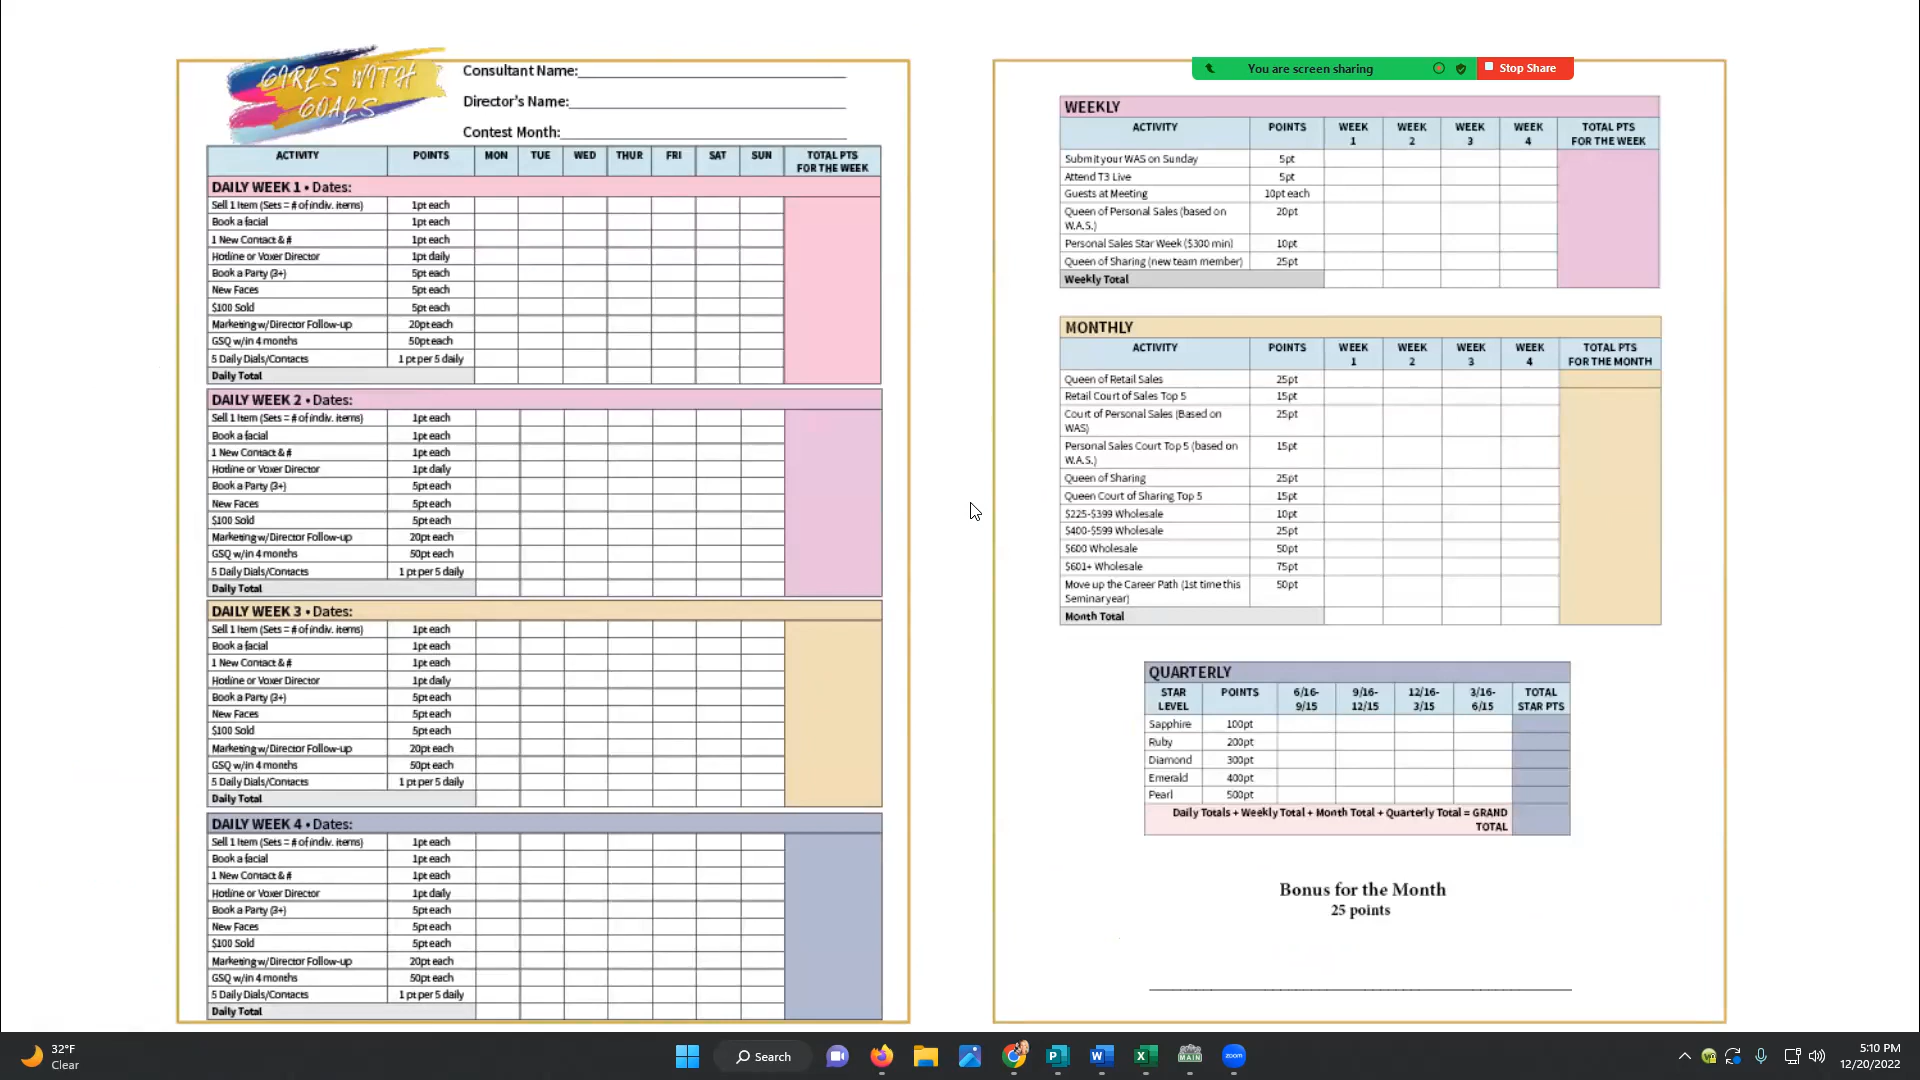 GIRLS WITH
GOALS
Consultant Name:
Director's Name:
Contest Month:
ACTIVITY POINTS MON TUE WED THUR FRI SAT SUN TOTAL PTS
FOR THE WEEK
DAILY WEEK 1 • Dates:
Sell 1 Item (Sets = # of indiv. items) 1pt each
Book a facial 1pt each
1 New Contact & # 1pt each
Hotline or Voxer Director 1pt daily
Book a Party (3+) 5pt each
New Faces 5pt each
$100 Sold 5pt each
Marketing w/Director Follow-up 20pt each
GSQ w/in 4 months 50pt each
5 Daily Dials/Contacts 1 pt per 5 daily
Daily Total
DAILY WEEK 2 • Dates:
Sell 1 Item (Sets = # of indiv. items) 1pt each
Book a facial 1pt each
1 New Contact & # 1pt each
Hotline or Voxer Director 1pt daily
Book a Party (3+) 5pt each
New Faces 5pt each
$100 Sold 5pt each
Marketing w/Director Follow-up 20pt each
GSQ w/in 4 months 50pt each
5 Daily Dials/Contacts 1 pt per 5 daily
Daily Total
DAILY WEEK 3 • Dates:
Sell 1 Item (Sets = # of indiv. items) 1pt each
Book a facial 1pt each
1 New Contact & # 1pt each
Hotline or Voxer Director 1pt daily
Book a Party (3+) 5pt each
New Faces 5pt each
$100 Sold 5pt each
Marketing w/Director Follow-up 20pt each
GSQ w/in 4 months 50pt each
5 Daily Dials/Contacts 1 pt per 5 daily
Daily Total
DAILY WEEK 4 • Dates:
Sell 1 Item (Sets = # of indiv. items) 1pt each
Book a facial 1pt each
1 New Contact & # 1pt each
Hotline or Voxer Director 1pt daily
Book a Party (3+) 5pt each
New Faces 5pt each
$100 Sold 5pt each
Marketing w/Director Follow-up 20pt each
GSQ w/in 4 months 50pt each
5 Daily Dials/Contacts 1 pt per 5 daily
Daily Total
You are screen sharing Stop Share
WEEKLY
ACTIVITY POINTS WEEK WEEK WEEK WEEK TOTAL PTS
1 2 3 4 FOR THE WEEK
Submit your WAS on Sunday 5pt
Attend T3 Live 5pt
Guests at Meeting 10pt each
Queen of Personal Sales (based on 20pt
W.A.S.)
Personal Sales Star Week ($300 min) 10pt
Queen of Sharing (new team member) 25pt
Weekly Total
MONTHLY
ACTIVITY POINTS WEEK WEEK WEEK WEEK TOTAL PTS
1 2 3 4 FOR THE MONTH
Queen of Retail Sales 25pt
Retail Court of Sales Top 5 15pt
Court of Personal Sales (Based on 25pt
WAS)
Personal Sales Court Top 5 (based on 15pt
W.A.S.)
Queen of Sharing 25pt
Queen Court of Sharing Top 5 15pt
$225-$399 Wholesale 10pt
$400-$599 Wholesale 25pt
$600 Wholesale 50pt
$601+ Wholesale 75pt
Move up the Career Path (1st time this 50pt
Seminar year)
Month Total
QUARTERLY
STAR POINTS 6/16- 9/16- 12/16- 3/16- TOTAL
LEVEL 9/15 12/15 3/15 6/15 STAR PTS
Sapphire 100pt
Ruby 200pt
Diamond 300pt
Emerald 400pt
Pearl 500pt
Daily Totals + Weekly Total + Month Total + Quarterly Total = GRAND
TOTAL
Bonus for the Month
25 points
32°F
Clear
Search
MAIN
zoom
5:10 PM
12/20/2022